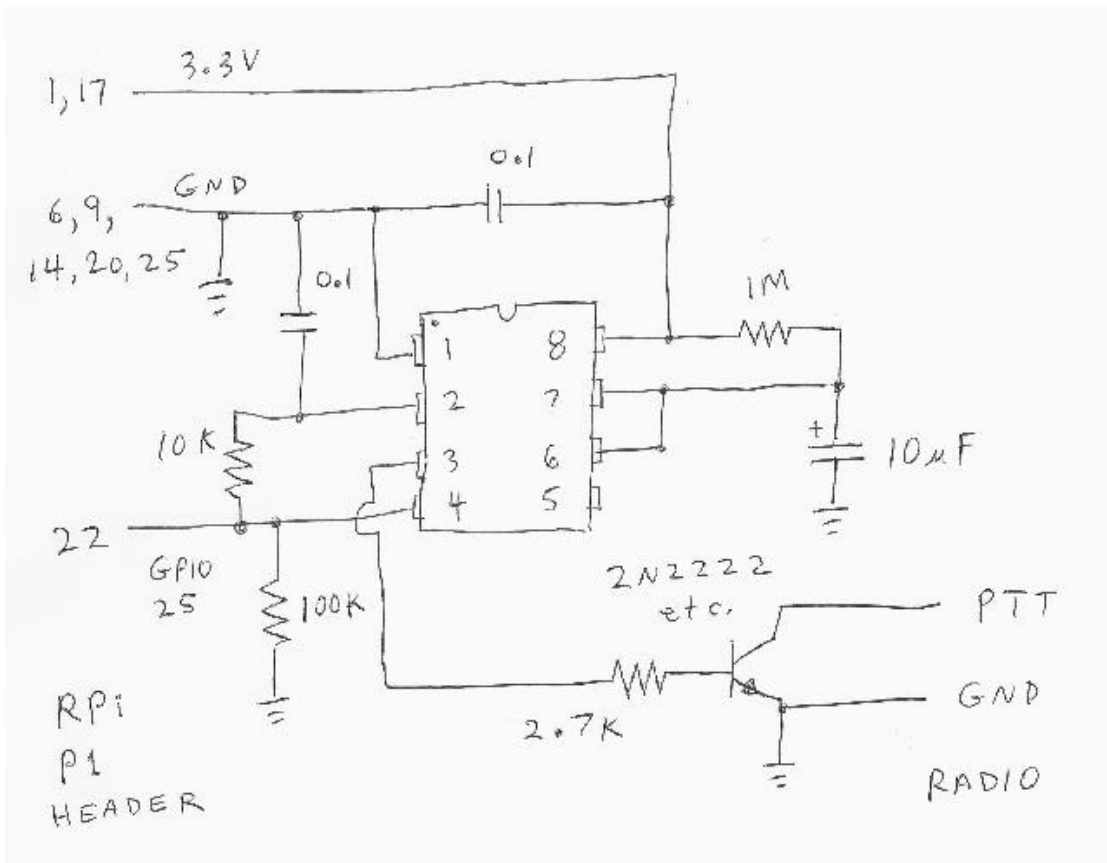 3.3V
1,17
0.1
GND
6,9,
14,20,25
0.1
1M
1
8
2
7
10K
3
6
+
10µF
4
5
22
GPIO
25
100K
2N2222
etc.
PTT
GND
2.7K
RPi
P1
HEADER
RADIO